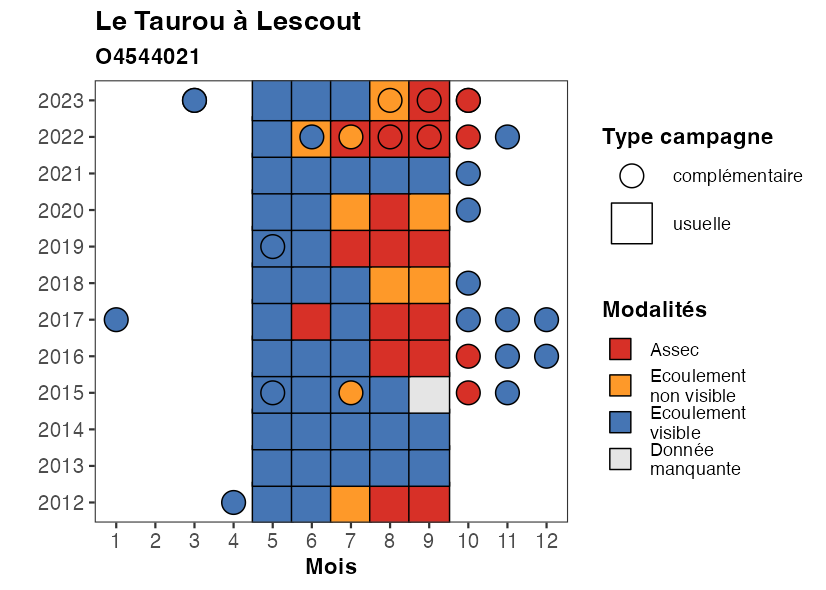 Le Taurou à Lescout
O4544021
2023
2022
2021
2020
2019
2018
2017
2016
2015
2014
2013
2012
1 2 3 4 5 6 7 8 9 10 11 12
Mois
Type campagne
complémentaire
usuelle
Modalités
Assec
Ecoulement
non visible
Ecoulement
visible
Donnée
manquante